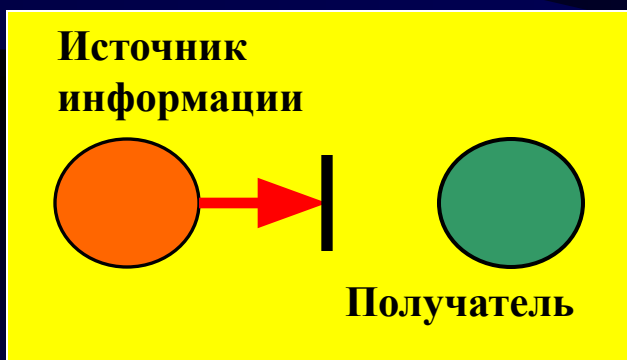 Источник
информации
Получатель